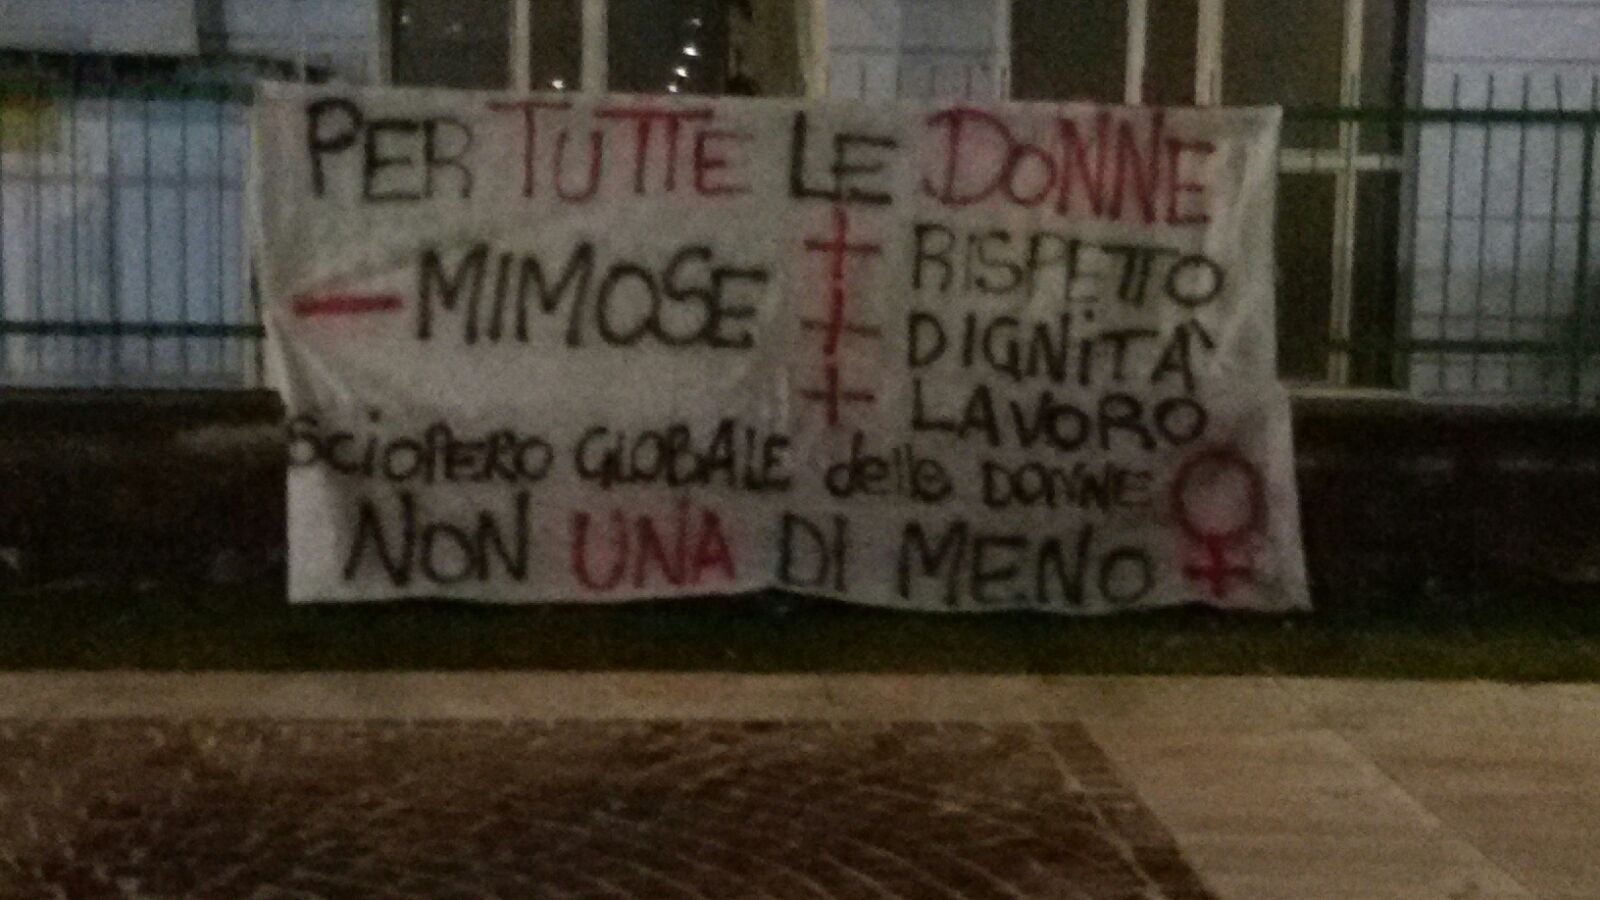 PER TUTTE LE DONNE
- MIMOSE + RISPETTO
+ DIGNITÀ
+ LAVORO
SCIOPERO GLOBALE delle DONNE
NON UNA DI MENO